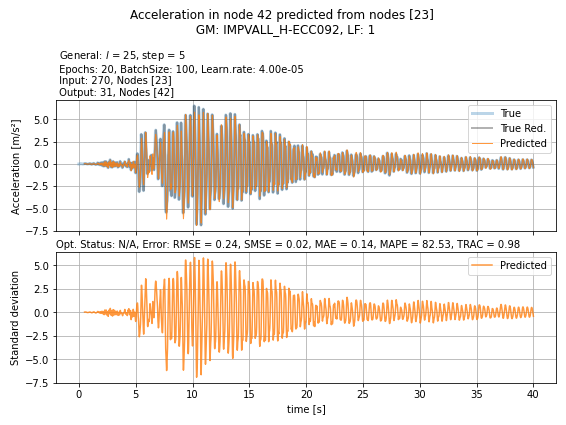 Acceleration in node 42 predicted from nodes [23]
GM: IMPVALL_H-ECC092, LF: 1
General: l = 25, step = 5
Epochs: 20, BatchSize: 100, Learn.rate: 4.00e-05
Input: 270, Nodes [23]
Output: 31, Nodes [42]
Acceleration [m/s²]
5.0
2.5
0.0
−2.5
−5.0
−7.5
True
True Red.
Predicted
Opt. Status: N/A, Error: RMSE = 0.24, SMSE = 0.02, MAE = 0.14, MAPE = 82.53, TRAC = 0.98
Standard deviation
5.0
2.5
0.0
−2.5
−5.0
−7.5
Predicted
0 5 10 15 20 25 30 35 40
time [s]